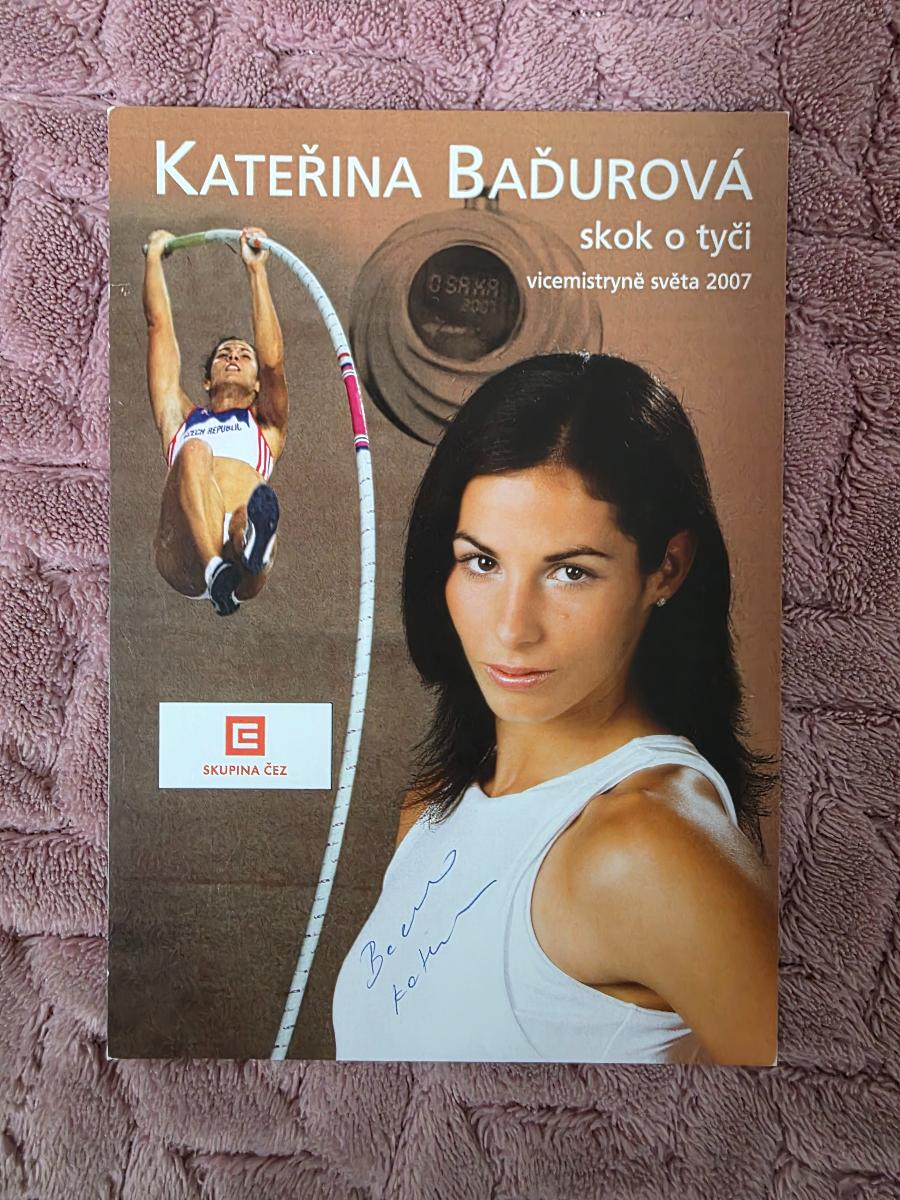 KATEŘINA BAĎUROVÁ
skok o tyči
vicemistryně světa 2007
OSAKA
2007
CZECH REPUBLIC
SKUPINA ČEZ